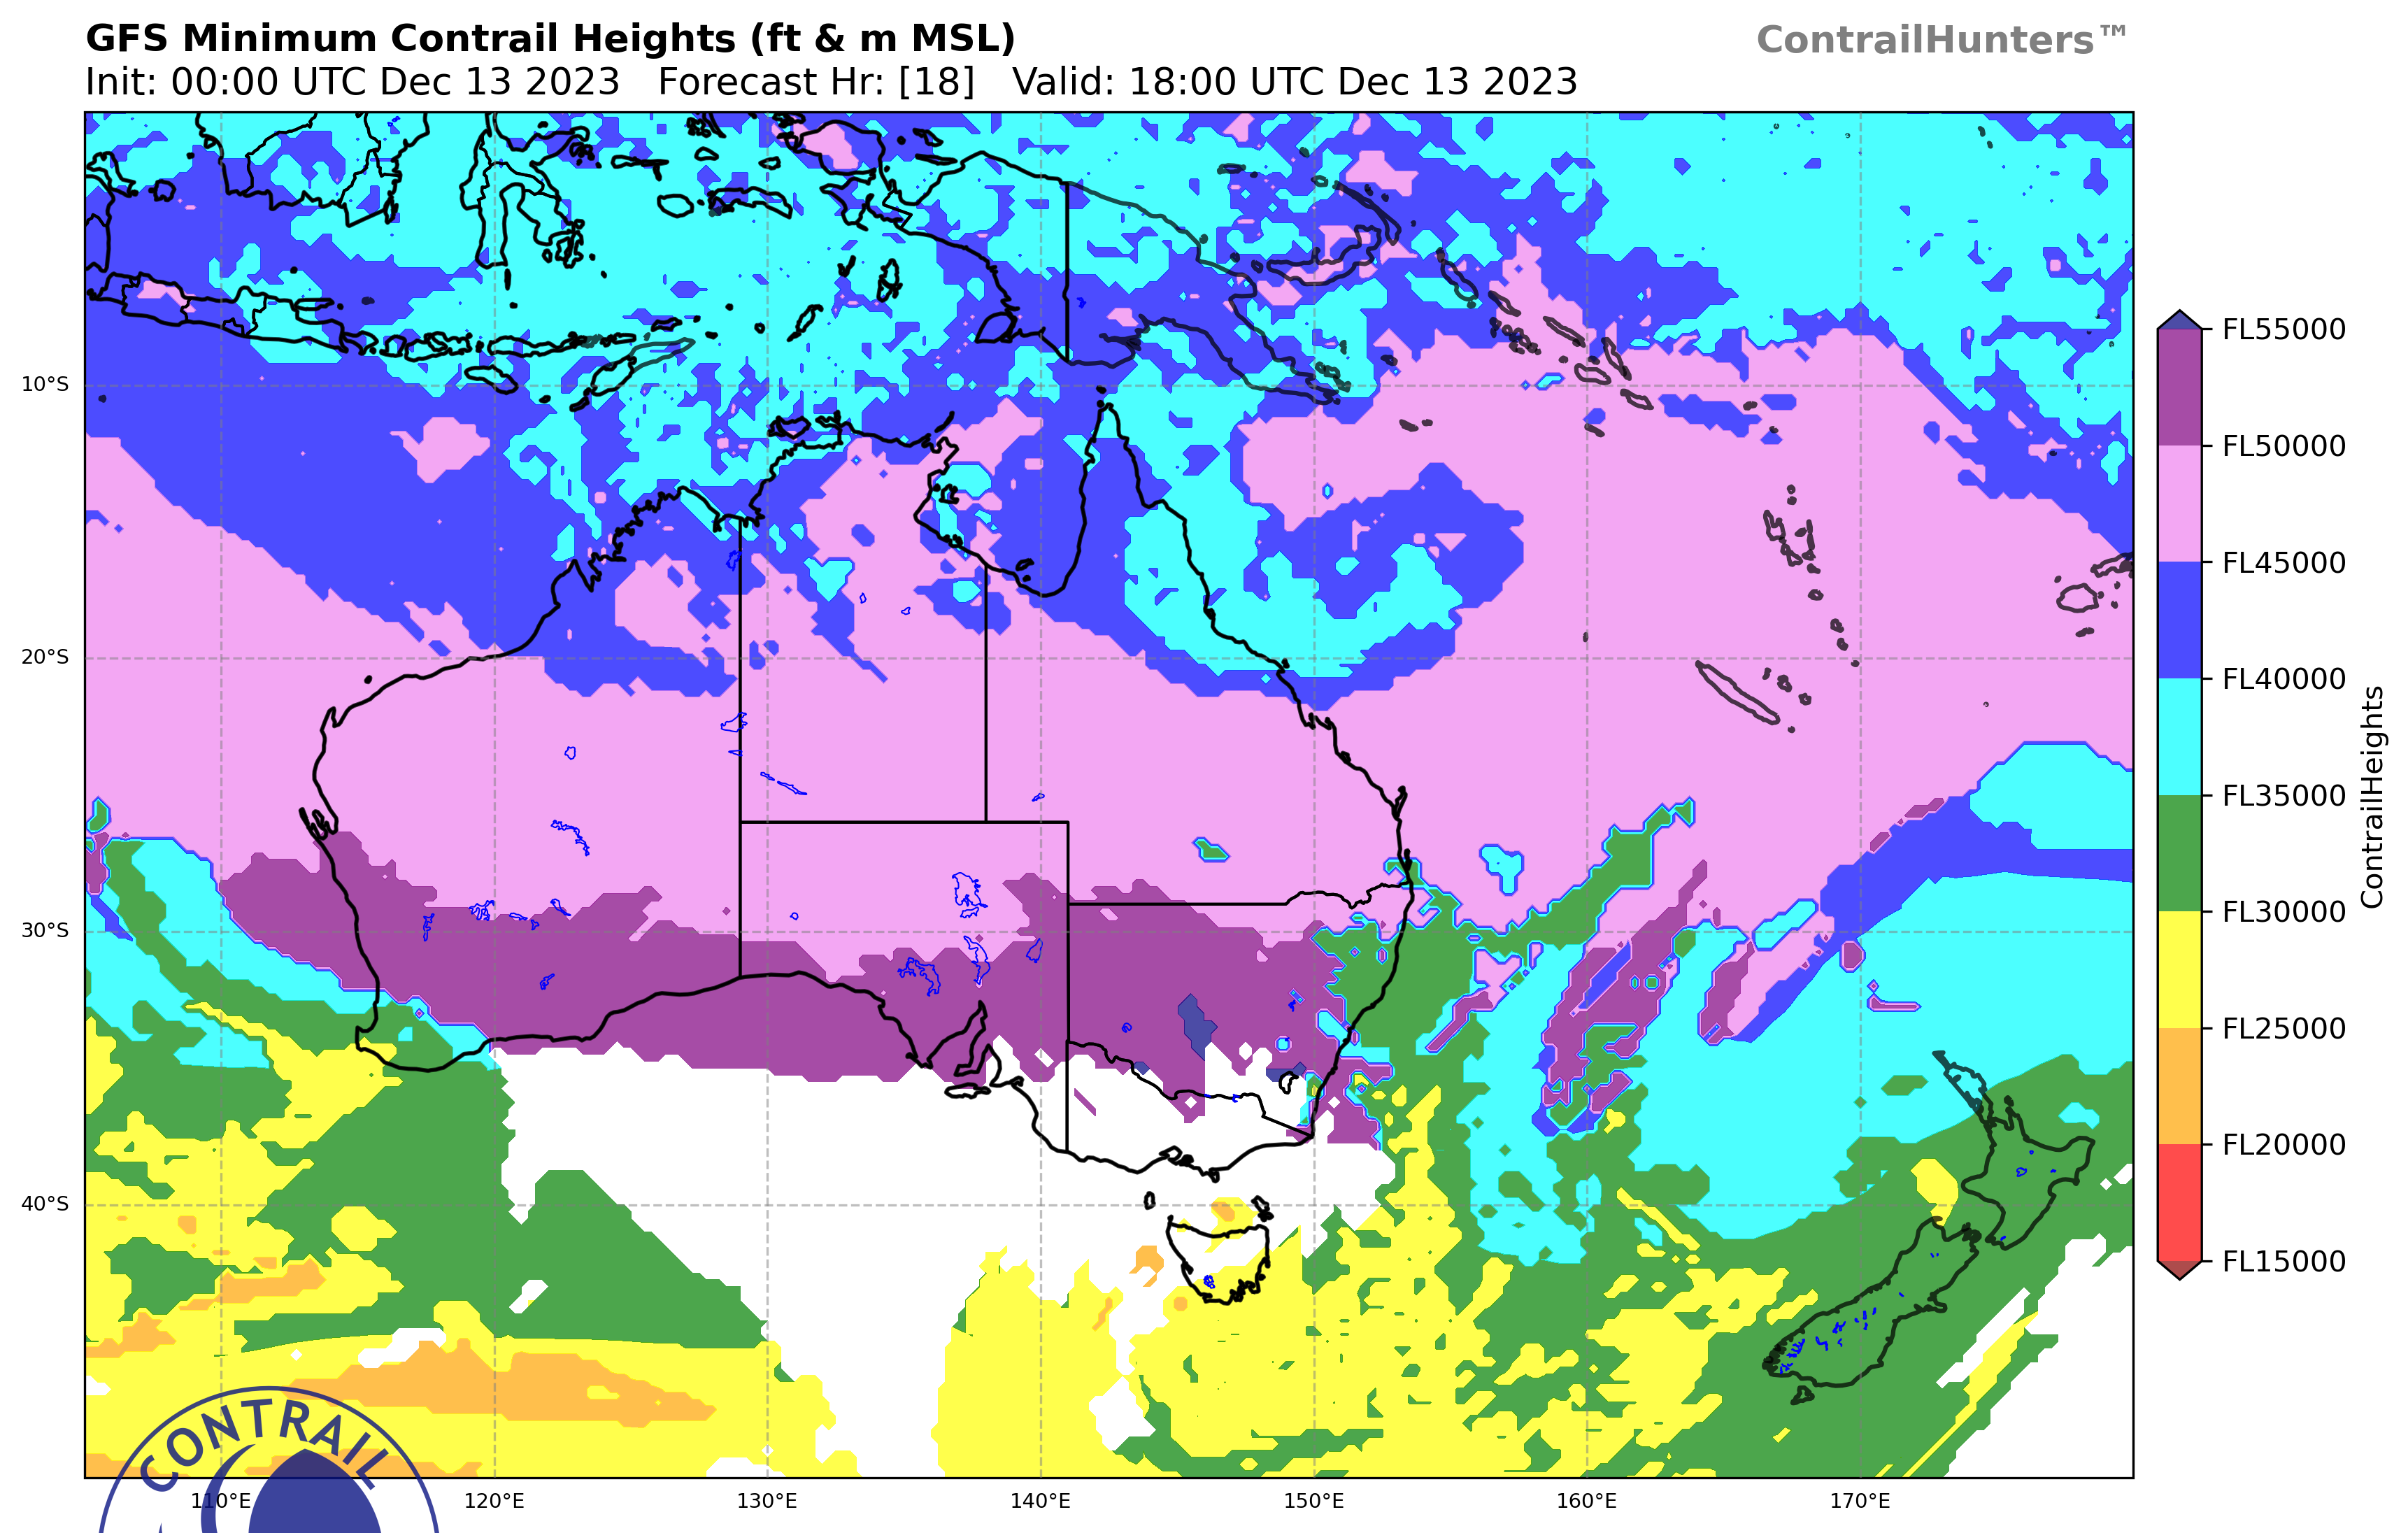 GFS Minimum Contrail Heights (ft & m MSL)
ContrailHunters™
Init: 00:00 UTC Dec 13 2023 Forecast Hr: [18] Valid: 18:00 UTC Dec 13 2023
10°S
20°S
30°S
40°S
110°E
120°E
130°E
140°E
150°E
160°E
170°E
FL55000
FL50000
FL45000
FL40000
FL35000
FL30000
FL25000
FL20000
FL15000
ContrailHeights
CONTRAIL